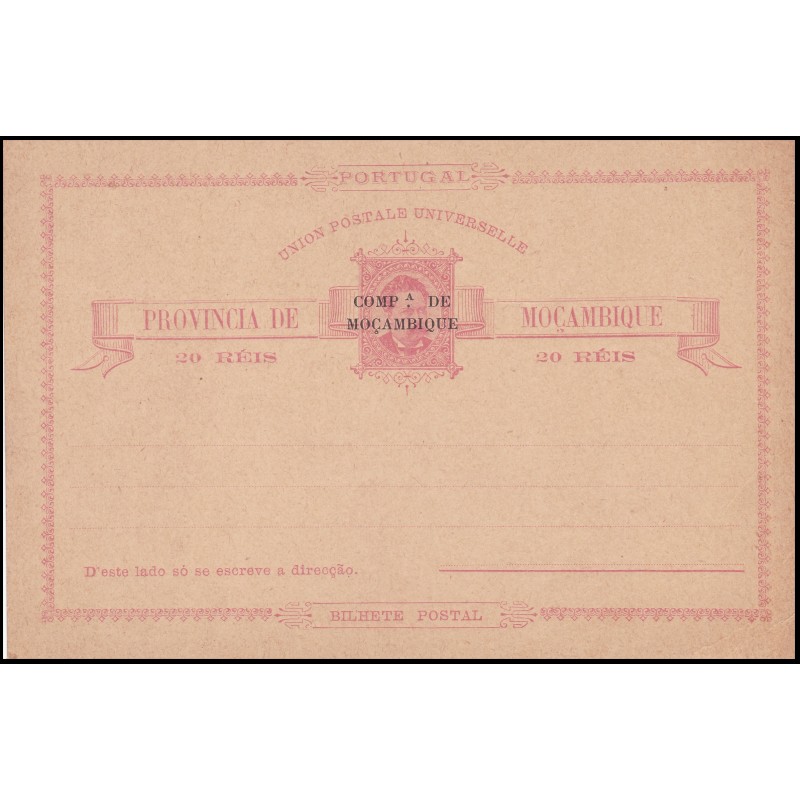 PORTUGAL
UNION POSTALE UNIVERSELLE
COMP.ᴬ DE
MOÇAMBIQUE
PROVINCIA DE MOÇAMBIQUE
20 RÉIS 20 RÉIS
D'este lado só se escreve a direcção.
BILHETE POSTAL